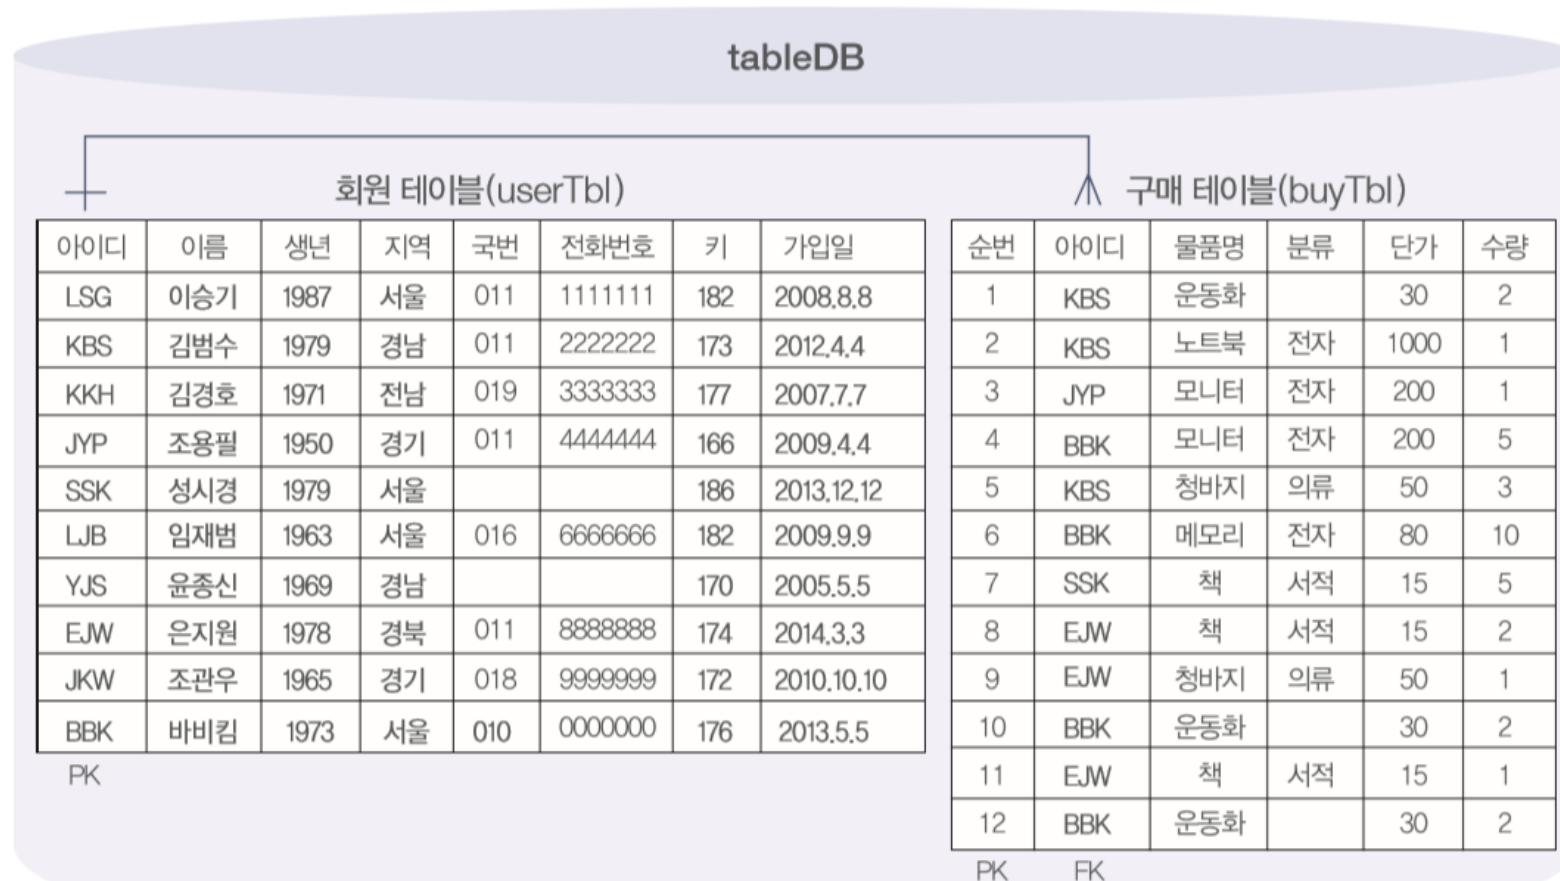 tableDB
회원 테이블(userTbl)
아이디 이름 생년 지역 국번 전화번호 키 가입일
LSG 이승기 1987 서울 011 1111111 182 2008.8.8
KBS 김범수 1979 경남 011 2222222 173 2012.4.4
KKH 김경호 1971 전남 019 3333333 177 2007.7.7
JYP 조용필 1950 경기 011 4444444 166 2009.4.4
SSK 성시경 1979 서울 186 2013.12.12
LJB 임재범 1963 서울 016 6666666 182 2009.9.9
YJS 윤종신 1969 경남 170 2005.5.5
EJW 은지원 1978 경북 011 8888888 174 2014.3.3
JKW 조관우 1965 경기 018 9999999 172 2010.10.10
BBK 바비킴 1973 서울 010 0000000 176 2013.5.5
PK
구매 테이블(buyTbl)
순번 아이디 물품명 분류 단가 수량
1 KBS 운동화 30 2
2 KBS 노트북 전자 1000 1
3 JYP 모니터 전자 200 1
4 BBK 모니터 전자 200 5
5 KBS 청바지 의류 50 3
6 BBK 메모리 전자 80 10
7 SSK 책 서적 15 5
8 EJW 책 서적 15 2
9 EJW 청바지 의류 50 1
10 BBK 운동화 30 2
11 EJW 책 서적 15 1
12 BBK 운동화 30 2
PK FK